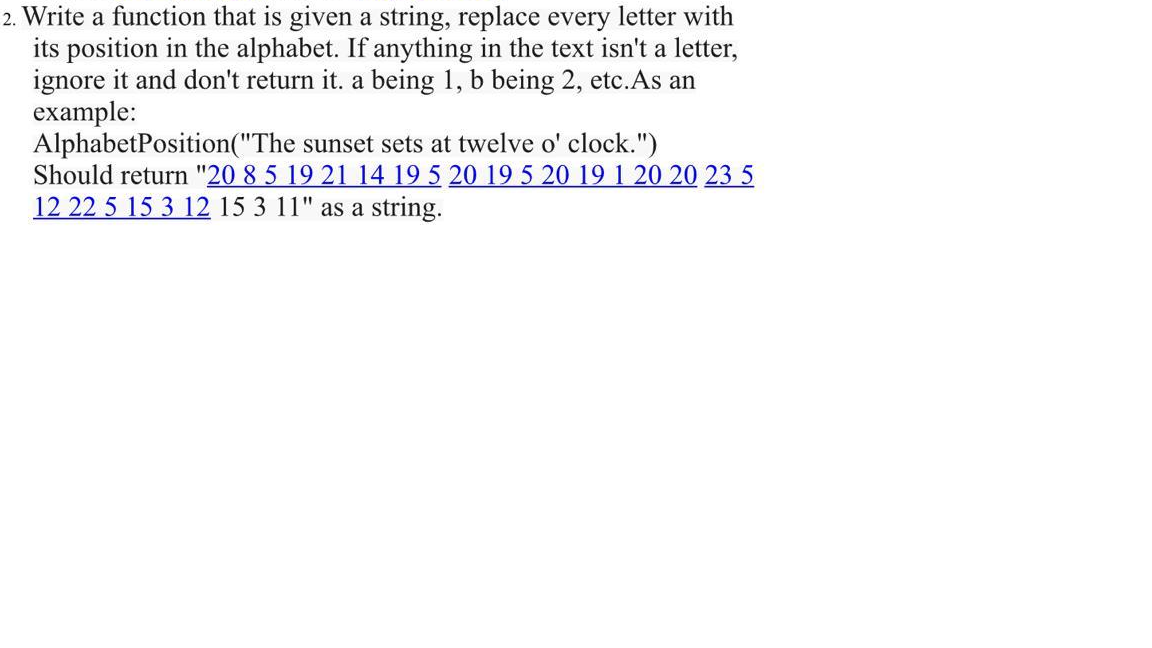 2. Write a function that is given a string, replace every letter with
its position in the alphabet. If anything in the text isn't a letter,
ignore it and don't return it. a being 1, b being 2, etc.As an
example:
AlphabetPosition("The sunset sets at twelve o' clock.")
Should return "20 8 5 19 21 14 19 5 20 19 5 20 19 1 20 20 23 5
12 22 5 15 3 12 15 3 11" as a string.